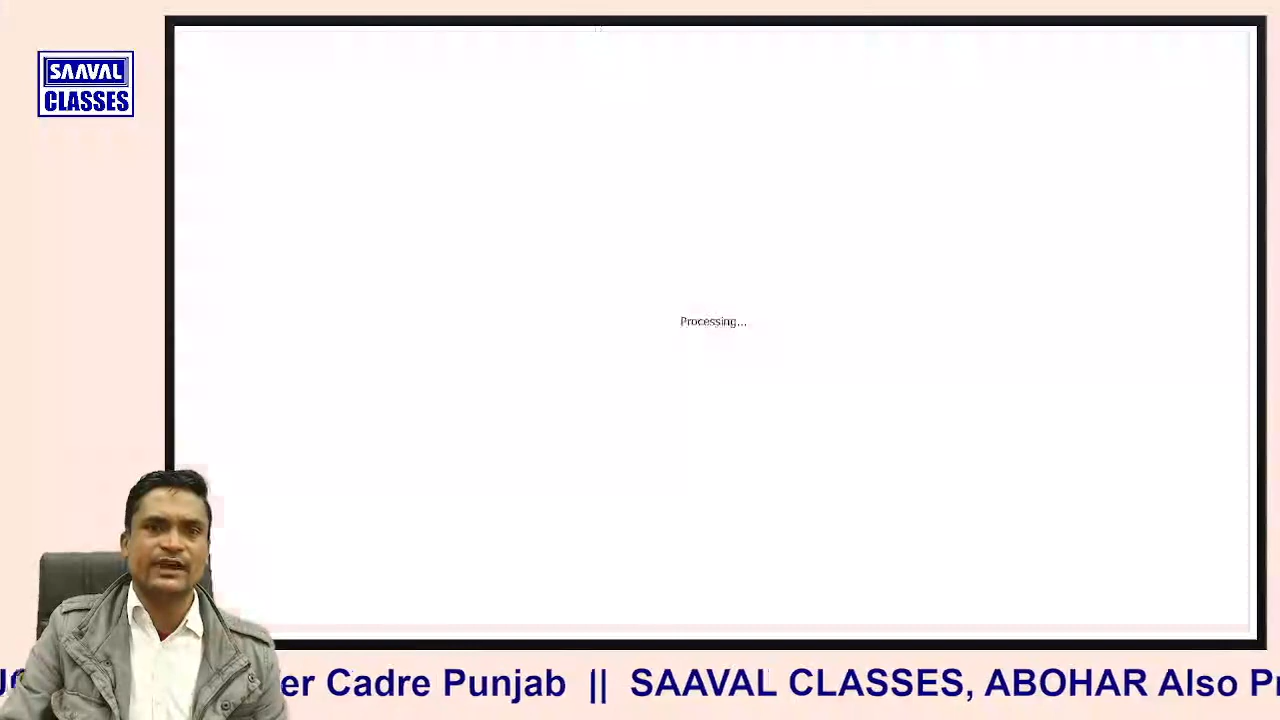 SAAVAL
CLASSES
Processing...
er Cadre Punjab || SAAVAL CLASSES, ABOHAR Also Pr